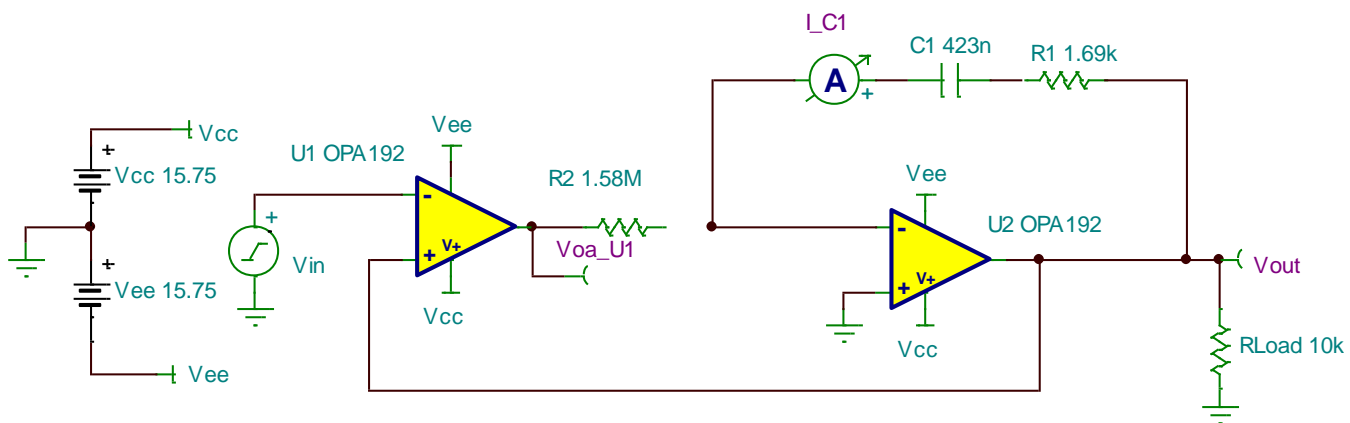 I_C1
A
+
C1 423n
R1 1.69k
Vcc
+
Vcc 15.75
+
Vee 15.75
Vee
+
Vin
U1 OPA192
Vee
-
+
V+
Vcc
R2 1.58M
Voa_U1
Vee
U2 OPA192
-
+
V+
Vcc
Vout
RLoad 10k